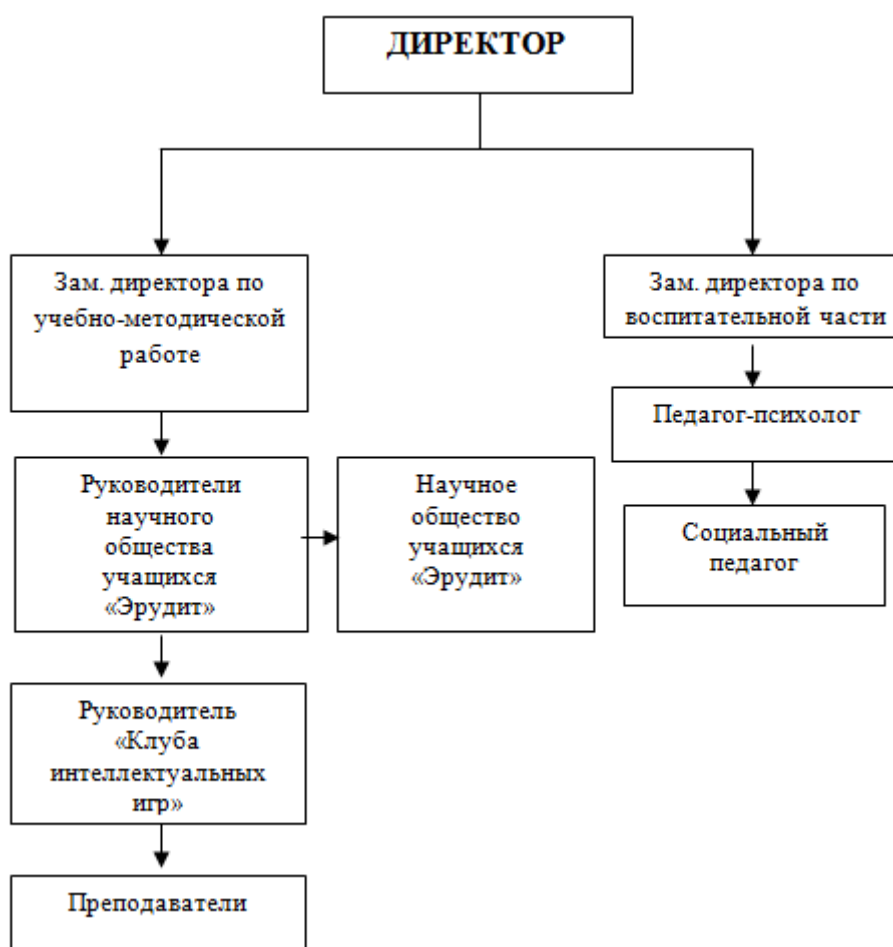 ДИРЕКТОР
Зам. директора по
учебно-методической
работе
Зам. директора по
воспитательной части
Педагог-психолог
Руководители
научного
общества
учащихся
«Эрудит»
Научное
общество
учащихся
«Эрудит»
Социальный
педагог
Руководитель
«Клуба
интеллектуальных
игр»
Преподаватели